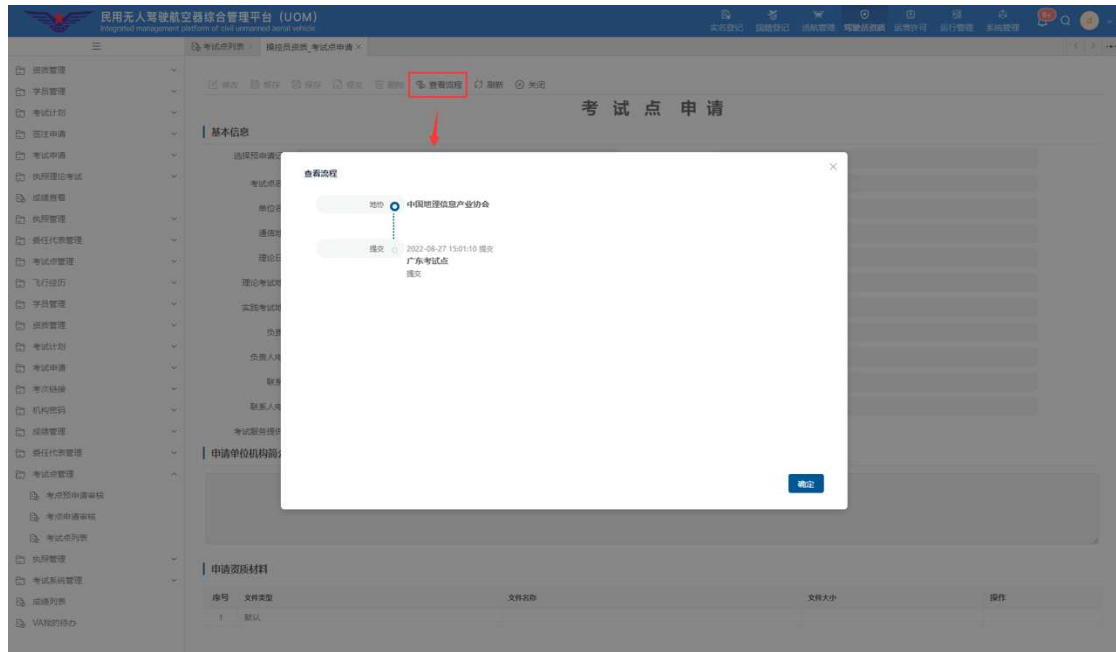 民用无人驾驶航空器综合管理平台（UOM）
Integrated management platform of civil unmanned aerial vehicle
实名登记 国籍登记 适航管理 驾驶员资质 运营许可 运行管理 系统管理
考试点列表 × 操控员资质_考试点申请 ×
资质管理
学员管理
考试计划
签注申请
考试申请
执照理论考试
成绩查看
执照管理
委任代表管理
考试点管理
飞行经历
学员管理
资质管理
考试计划
考试申请
考次链接
机构密码
成绩管理
委任代表管理
考试点管理
考点预申请审核
考点申请审核
考试点列表
执照管理
考试系统管理
成绩列表
VA我的待办
修改 暂存 保存 提交 删除 查看流程 刷新 关闭
考 试 点 申 请
基本信息
选择预申请记
考试点名
单位名
通信地
理论日
理论考试地
实践考试地
负责
负责人电
联系
联系人电
考试服务提供
查看流程
×
地协 中国地理信息产业协会
提交 2022-08-27 15:01:10 提交
广东考试点
提交
确定
申请单位机构简介
申请资质材料
序号 文件类型 文件名称 文件大小 操作
1 默认